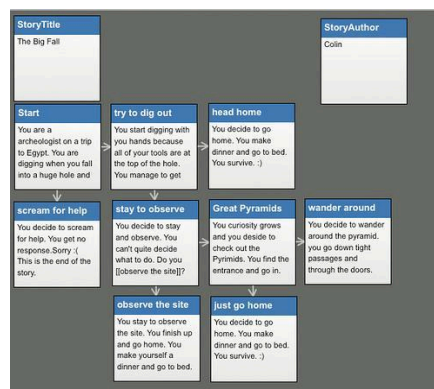 StoryTitle
The Big Fall
StoryAuthor
Colin
Start
You are a
archeologist on a trip
to Egypt. You are
digging when you fall
into a huge hole and
try to dig out
You start digging with
you hands because
all of your tools are at
the top of the hole.
You manage to get
head home
You decide to go
home. You make
dinner and go to bed.
You survive. :)
scream for help
You decide to scream
for help. You get no
response.Sorry :(
This is the end of the
story.
stay to observe
You decide to stay
and observe. You
can't quite decide
what to do. Do you
[[observe the site]]?
Great Pyramids
You curiosity grows
and you deside to
check out the
Pyrimids. You find the
entrance and go in.
wander around
You decide to wander
around the pyramid.
you go down tight
passages and
through the doors.
observe the site
You stay to observe
the site. You finish up
and go home. You
make yourself a
dinner and go to bed.
just go home
You decide to go
home. You make
dinner and go to bed.
You survive. :)